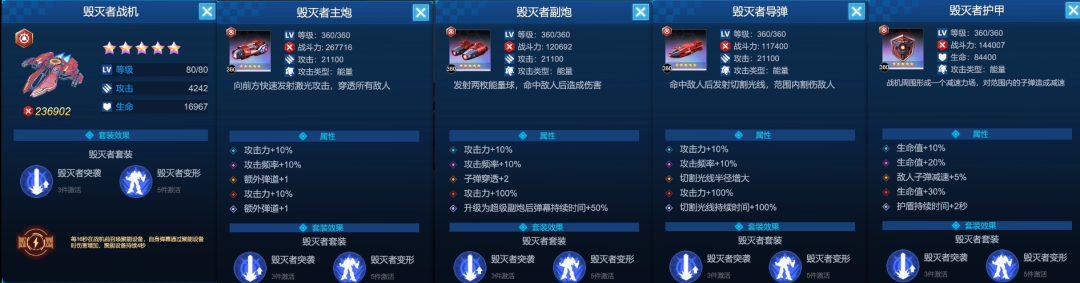 毁灭者战机
LV 等级 80/80
攻击 4242
生命 16967
236902
套装效果
毁灭者套装
毁灭者突袭
3件激活
毁灭者变形
5件激活
每16秒在战机前召唤聚能设备，自身弹幕通过聚能设备
时伤害增加，聚能设备持续4秒
毁灭者主炮
360
LV 等级: 360/360
战斗力: 267716
攻击: 21100
攻击类型: 能量
向前方快速发射激光攻击，穿透所有敌人
属性
攻击力+10%
攻击频率+10%
额外弹道+1
攻击力+10%
额外弹道+1
套装效果
毁灭者套装
毁灭者突袭
3件激活
毁灭者变形
5件激活
毁灭者副炮
360
LV 等级: 360/360
战斗力: 120692
攻击: 21100
攻击类型: 能量
发射两枚能量球，命中敌人后造成伤害
属性
攻击力+10%
攻击频率+10%
子弹穿透+2
攻击力+100%
升级为超级副炮后弹幕持续时间+50%
套装效果
毁灭者套装
毁灭者突袭
3件激活
毁灭者变形
5件激活
毁灭者导弹
360
LV 等级: 360/360
战斗力: 117400
攻击: 21100
攻击类型: 能量
命中敌人后发射切割光线，范围内割伤敌人
属性
攻击力+10%
攻击频率+10%
切割光线半径增大
攻击力+100%
切割光线持续时间+100%
套装效果
毁灭者套装
毁灭者突袭
3件激活
毁灭者变形
5件激活
毁灭者护甲
360
LV 等级: 360/360
战斗力: 144007
生命: 84400
攻击类型: 能量
战机周围形成一个减速力场，对范围内的子弹造成减速
属性
生命值+10%
生命值+20%
敌人子弹减速+5%
生命值+30%
护盾持续时间+2秒
套装效果
毁灭者套装
毁灭者突袭
3件激活
毁灭者变形
5件激活